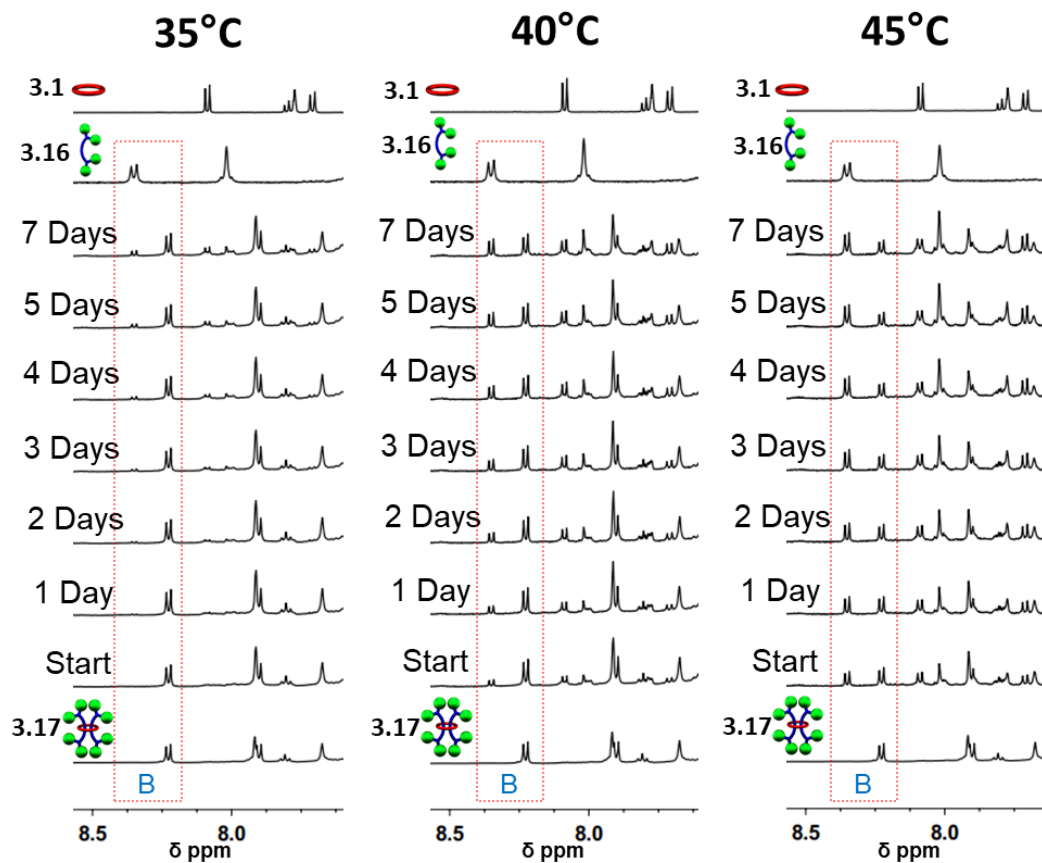 35°C
3.1
3.16
7 Days
5 Days
4 Days
3 Days
2 Days
1 Day
Start
3.17
B
8.5 8.0
δ ppm
40°C
3.1
3.16
7 Days
5 Days
4 Days
3 Days
2 Days
1 Day
Start
3.17
B
8.5 8.0
δ ppm
45°C
3.1
3.16
7 Days
5 Days
4 Days
3 Days
2 Days
1 Day
Start
3.17
B
8.5 8.0
δ ppm